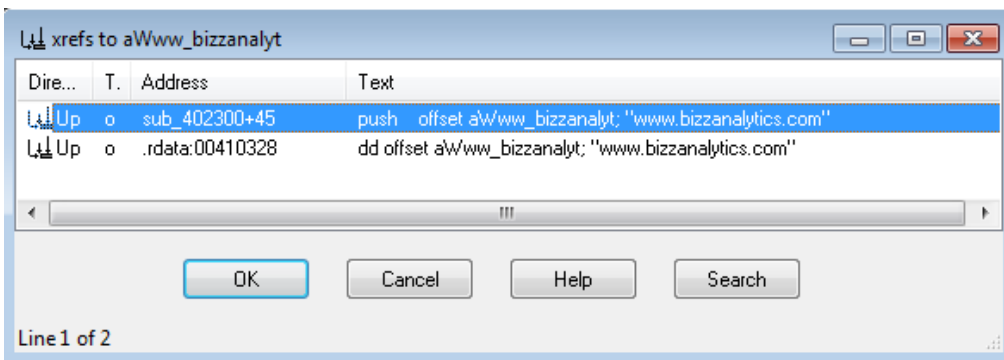 xrefs to aWww_bizzanalyt
Dire... T. Address Text
Up o sub_402300+45 push offset aWww_bizzanalyt; "www.bizzanalytics.com"
Up o .rdata:00410328 dd offset aWww_bizzanalyt; "www.bizzanalytics.com"
OK Cancel Help Search
Line 1 of 2